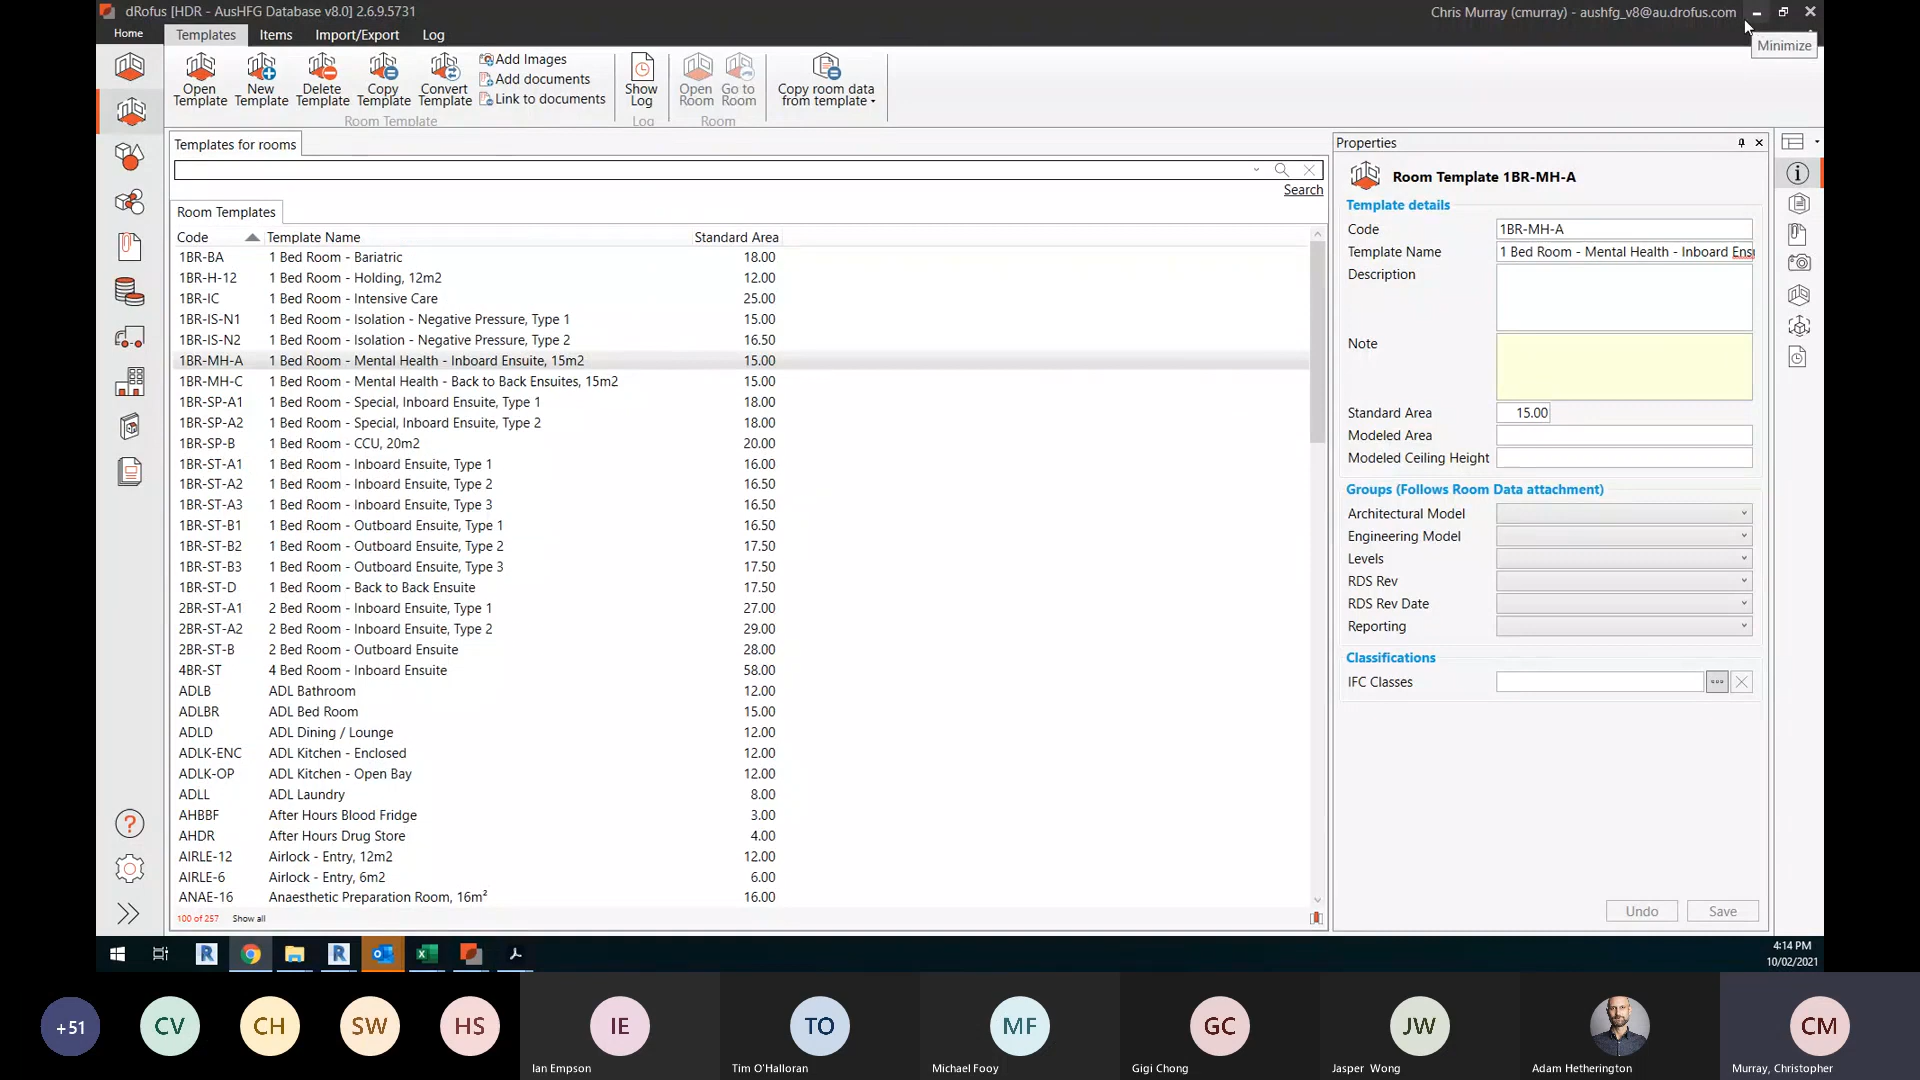 dRofus [HDR - AusHFG Database v8.0] 2.6.9.5731
Chris Murray (cmurray) - aushfg_v8@au.drofus.com
Minimize
Home
Templates
Items
Import/Export
Log
Open Template
New Template
Delete Template
Copy Template
Convert Template
Add Images
Add documents
Link to documents
Room Template
Show Log
Log
Open Room
Go to Room
Room
Copy room data from template
Templates for rooms
Search
Room Templates
Code Template Name Standard Area
1BR-BA 1 Bed Room - Bariatric 18.00
1BR-H-12 1 Bed Room - Holding, 12m2 12.00
1BR-IC 1 Bed Room - Intensive Care 25.00
1BR-IS-N1 1 Bed Room - Isolation - Negative Pressure, Type 1 15.00
1BR-IS-N2 1 Bed Room - Isolation - Negative Pressure, Type 2 16.50
1BR-MH-A 1 Bed Room - Mental Health - Inboard Ensuite, 15m2 15.00
1BR-MH-C 1 Bed Room - Mental Health - Back to Back Ensuites, 15m2 15.00
1BR-SP-A1 1 Bed Room - Special, Inboard Ensuite, Type 1 18.00
1BR-SP-A2 1 Bed Room - Special, Inboard Ensuite, Type 2 18.00
1BR-SP-B 1 Bed Room - CCU, 20m2 20.00
1BR-ST-A1 1 Bed Room - Inboard Ensuite, Type 1 16.00
1BR-ST-A2 1 Bed Room - Inboard Ensuite, Type 2 16.50
1BR-ST-A3 1 Bed Room - Inboard Ensuite, Type 3 16.50
1BR-ST-B1 1 Bed Room - Outboard Ensuite, Type 1 16.50
1BR-ST-B2 1 Bed Room - Outboard Ensuite, Type 2 17.50
1BR-ST-B3 1 Bed Room - Outboard Ensuite, Type 3 17.50
1BR-ST-D 1 Bed Room - Back to Back Ensuite 17.50
2BR-ST-A1 2 Bed Room - Inboard Ensuite, Type 1 27.00
2BR-ST-A2 2 Bed Room - Inboard Ensuite, Type 2 29.00
2BR-ST-B 2 Bed Room - Outboard Ensuite 28.00
4BR-ST 4 Bed Room - Inboard Ensuite 58.00
ADLB ADL Bathroom 12.00
ADLBR ADL Bed Room 15.00
ADLD ADL Dining / Lounge 12.00
ADLK-ENC ADL Kitchen - Enclosed 12.00
ADLK-OP ADL Kitchen - Open Bay 12.00
ADLL ADL Laundry 8.00
AHBBF After Hours Blood Fridge 3.00
AHDR After Hours Drug Store 4.00
AIRLE-12 Airlock - Entry, 12m2 12.00
AIRLE-6 Airlock - Entry, 6m2 6.00
ANAE-16 Anaesthetic Preparation Room, 16m² 16.00
100 of 257 Show all
Properties
Room Template 1BR-MH-A
Template details
Code 1BR-MH-A
Template Name 1 Bed Room - Mental Health - Inboard Ensu
Description
Note
Standard Area 15.00
Modeled Area
Modeled Ceiling Height
Groups (Follows Room Data attachment)
Architectural Model
Engineering Model
Levels
RDS Rev
RDS Rev Date
Reporting
Classifications
IFC Classes
Undo Save
4:14 PM
10/02/2021
+51 CV CH SW HS IE TO MF GC JW CM
Ian Empson Tim O'Halloran Michael Fooy Gigi Chong Jasper Wong Adam Hetherington Murray, Christopher